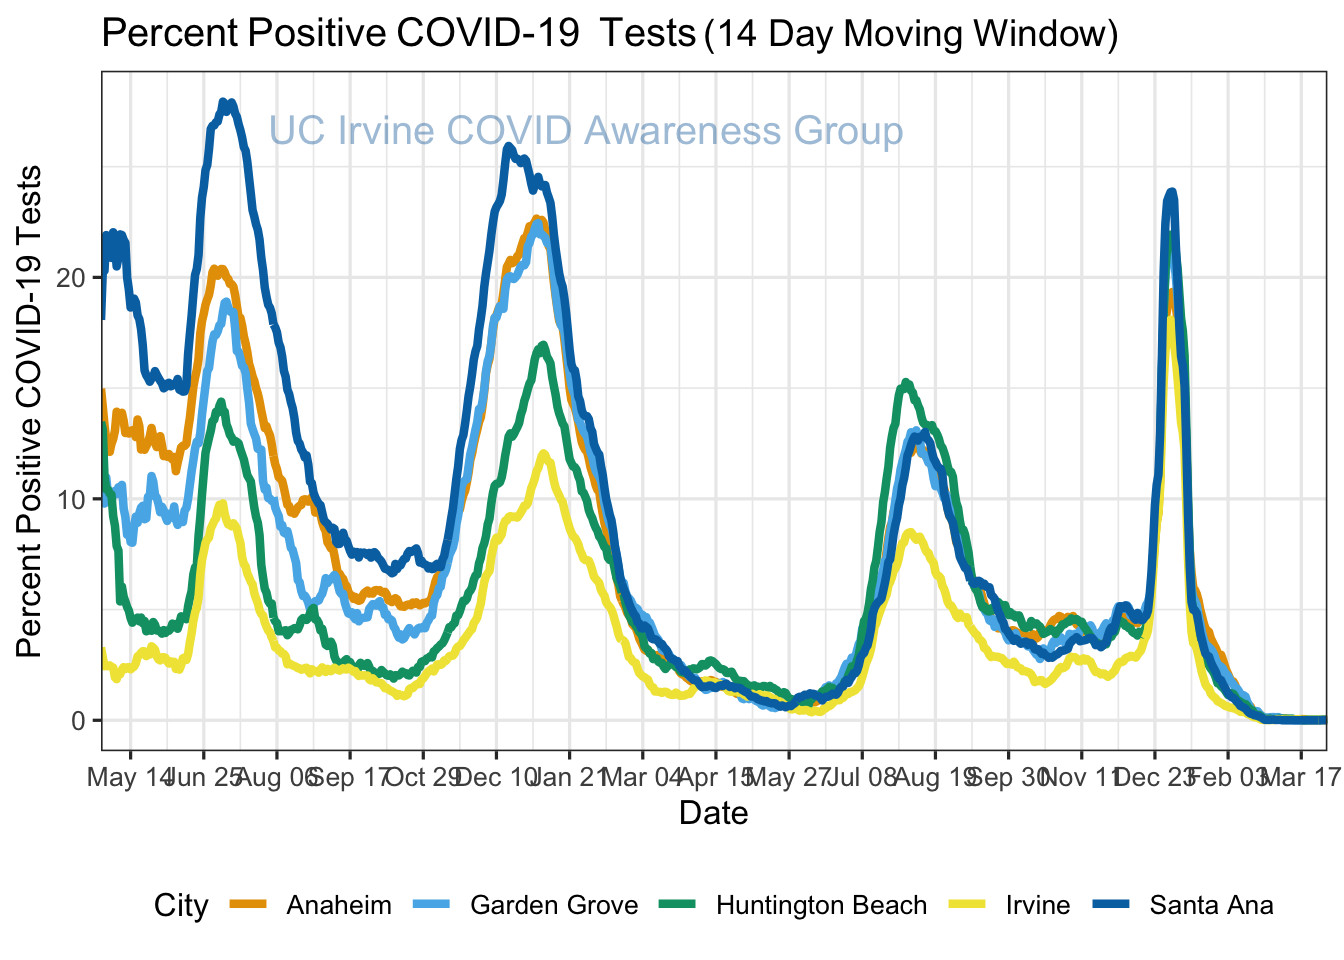 Percent Positive COVID-19 Tests (14 Day Moving Window)
UC Irvine COVID Awareness Group
Percent Positive COVID-19 Tests
20
10
0
May 14 Jun 25 Aug 06 Sep 17 Oct 29 Dec 10 Jan 21 Mar 04 Apr 15 May 27 Jul 08 Aug 19 Sep 30 Nov 11 Dec 23 Feb 03 Mar 17
Date
City Anaheim Garden Grove Huntington Beach Irvine Santa Ana